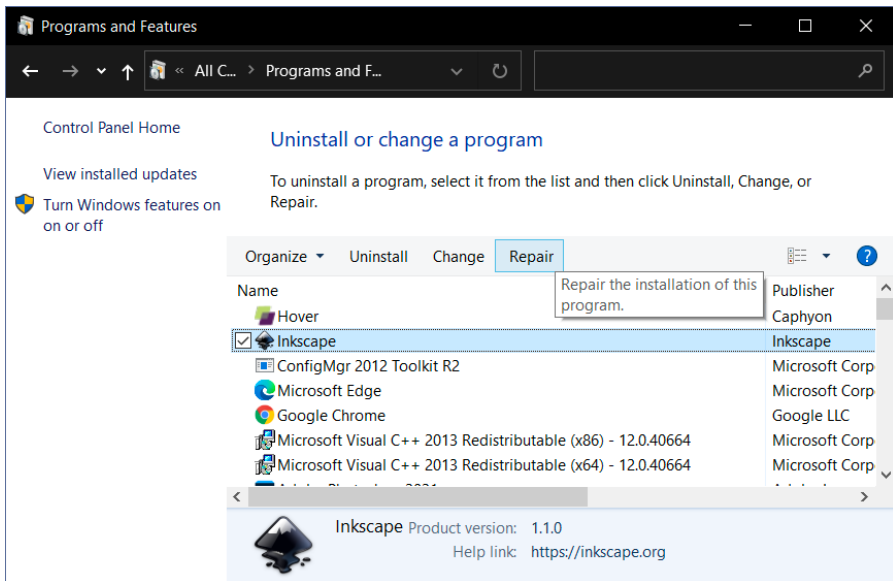 Programs and Features
« All C... > Programs and F...
Control Panel Home
View installed updates
Turn Windows features on
on or off
Uninstall or change a program
To uninstall a program, select it from the list and then click Uninstall, Change, or
Repair.
Organize Uninstall Change Repair
Repair the installation of this
program.
Name Publisher
Hover Caphyon
Inkscape Inkscape
ConfigMgr 2012 Toolkit R2 Microsoft Corp
Microsoft Edge Microsoft Corp
Google Chrome Google LLC
Microsoft Visual C++ 2013 Redistributable (x86) - 12.0.40664 Microsoft Corp
Microsoft Visual C++ 2013 Redistributable (x64) - 12.0.40664 Microsoft Corp
Inkscape Product version: 1.1.0
Help link: https://inkscape.org